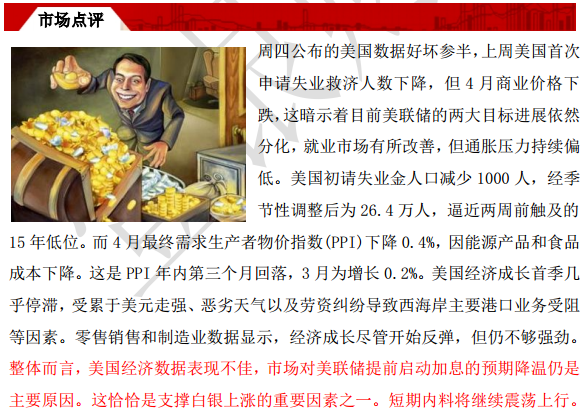 市场点评
周四公布的美国数据好坏参半，上周美国首次
申请失业救济人数下降，但 4 月商业价格下
跌，这暗示着目前美联储的两大目标进展依然
分化，就业市场有所改善，但通胀压力持续偏
低。美国初请失业金人口减少 1000 人，经季
节性调整后为 26.4 万人，逼近两周前触及的
15 年低位。而 4 月最终需求生产者物价指数(PPI)下降 0.4%，因能源产品和食品
成本下降。这是 PPI 年内第三个月回落，3 月为增长 0.2%。美国经济成长首季几
乎停滞，受累于美元走强、恶劣天气以及劳资纠纷导致西海岸主要港口业务受阻
等因素。零售销售和制造业数据显示，经济成长尽管开始反弹，但仍不够强劲。
整体而言，美国经济数据表现不佳，市场对美联储提前启动加息的预期降温仍是
主要原因。这恰恰是支撑白银上涨的重要因素之一。短期内料将继续震荡上行。